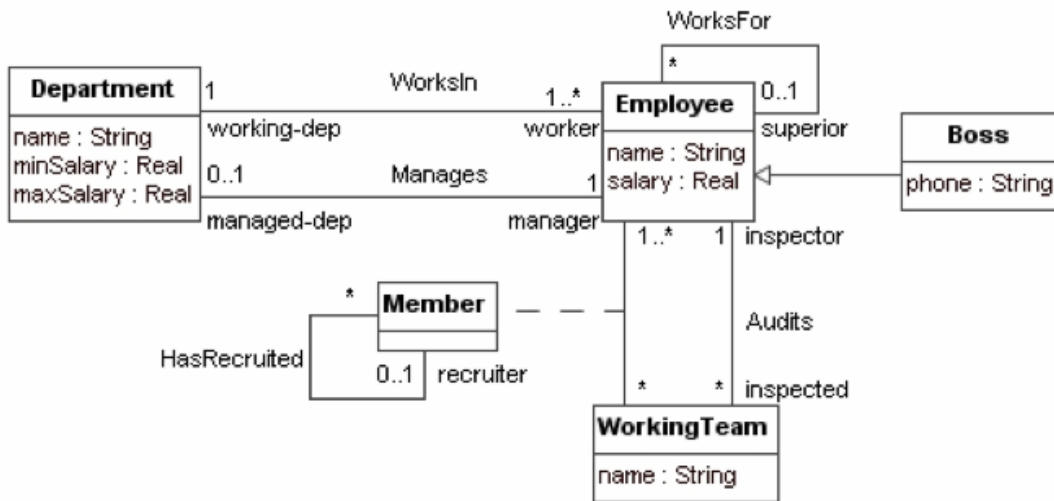 WorksFor
*
0..1
superior
Department
name : String
minSalary : Real
maxSalary : Real
1
WorksIn
1..*
working-dep
worker
0..1
Manages
1
managed-dep
manager
Employee
name : String
salary : Real
Boss
phone : String
1..*
1
inspector
Member
*
HasRecruited
0..1
recruiter
Audits
*
*
inspected
WorkingTeam
name : String